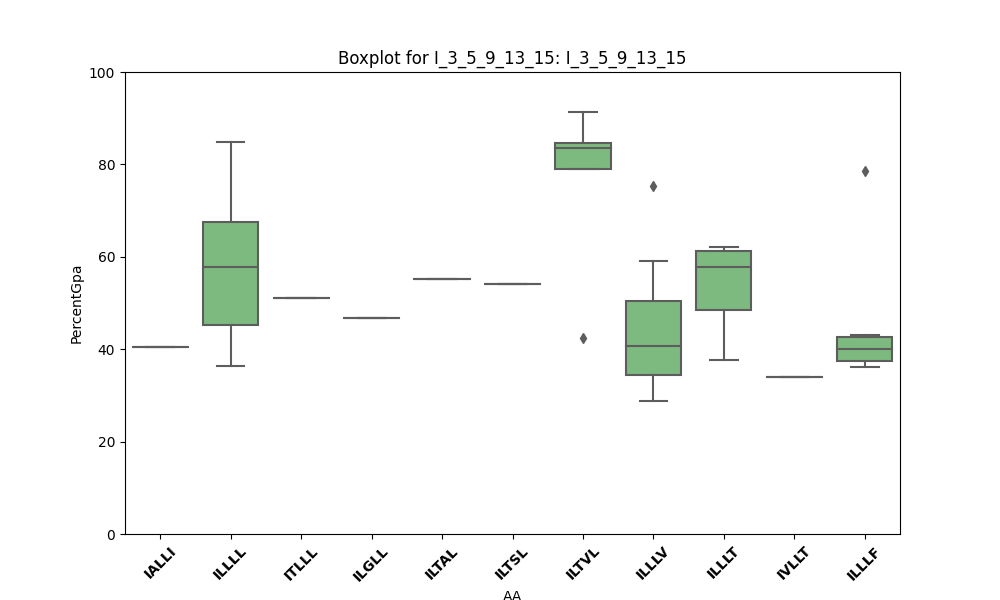 Boxplot for I_3_5_9_13_15: I_3_5_9_13_15
100
80
60
40
20
0
PercentGpa
IALLI
ILLLL
ITLLL
ILGLL
ILTAL
ILTSL
ILTVL
ILLLV
ILLLT
IVLLT
ILLLF
AA